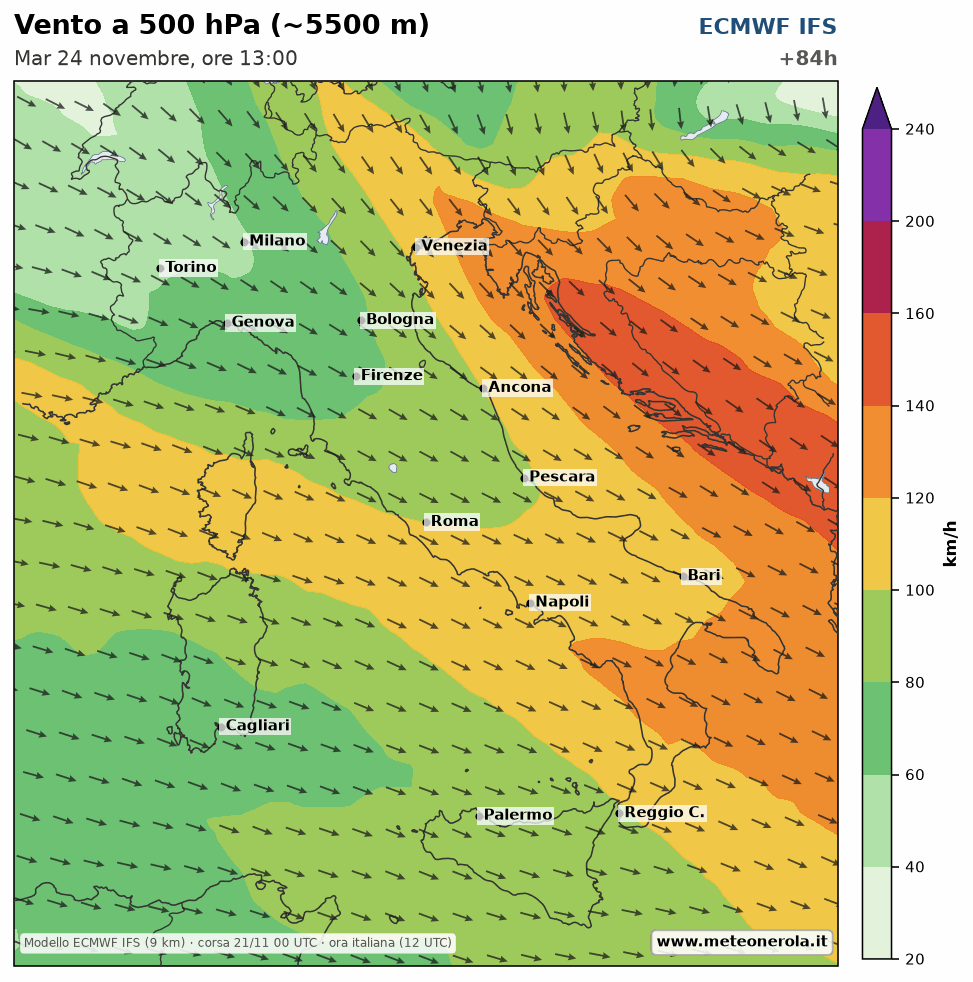 Vento a 500 hPa (~5500 m)
ECMWF IFS
Mar 24 novembre, ore 13:00
+84h
Milano
Venezia
Torino
Genova
Bologna
Firenze
Ancona
Pescara
Roma
Bari
Napoli
Cagliari
Palermo
Reggio C.
240
200
160
140
120
100
80
60
40
20
km/h
Modello ECMWF IFS (9 km) · corsa 21/11 00 UTC · ora italiana (12 UTC)
www.meteonerola.it